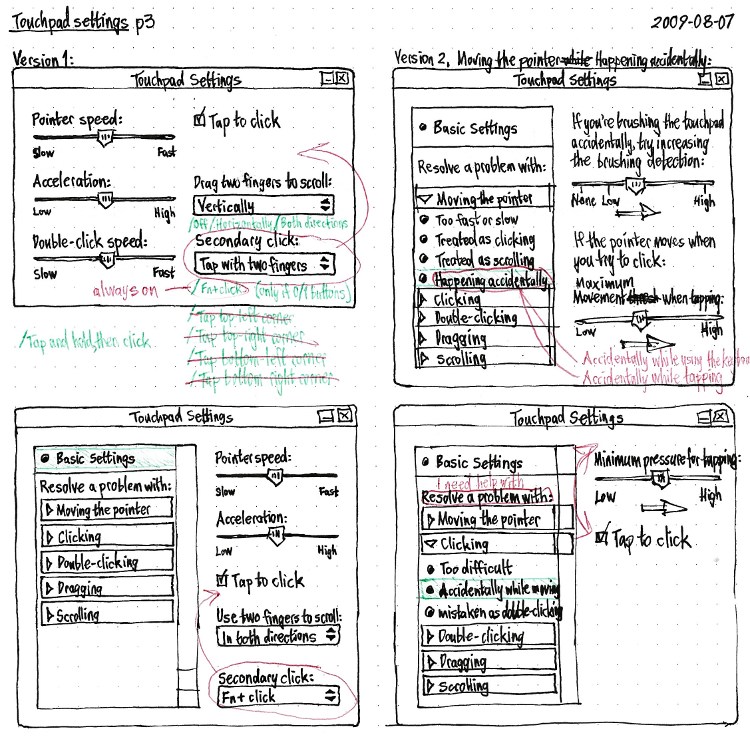 Touchpad settings p3
2009-08-07
Version 1:
Touchpad Settings
Pointer speed:
Slow Fast
Tap to click
Acceleration:
Low High
Drag two fingers to scroll:
Vertically
/Off/Horizontally/Both directions
Double-click speed:
Slow Fast
Secondary click:
Tap with two fingers
always on
/Fn+click (only if 0/1 buttons)
/Tap top left corner
/Tap top right corner
/Tap bottom left corner
/Tap bottom right corner
/Tap and hold, then click
Version 2, Moving the pointer while Happening accidentally:
Touchpad Settings
Basic Settings
Resolve a problem with:
Moving the pointer
Too fast or slow
Treated as clicking
Treated as scrolling
Happening accidentally
Clicking
Double-clicking
Dragging
Scrolling
If you're brushing the touchpad
accidentally, try increasing
the brushing detection:
None Low High
If the pointer moves when
you try to click:
Maximum
Movement when tapping:
Low High
Accidentally while using the keyboa
Accidentally while tapping
Touchpad Settings
Basic Settings
Resolve a problem with:
Moving the pointer
Clicking
Double-clicking
Dragging
Scrolling
Pointer speed:
Slow Fast
Acceleration:
Low High
Tap to click
Use two fingers to scroll:
In both directions
Secondary click:
Fn+ click
Touchpad Settings
Basic Settings
I need help with
Resolve a problem with:
Moving the pointer
Clicking
Too difficult
Accidentally while moving
mistaken as double-clicking
Double-clicking
Dragging
Scrolling
Minimum pressure for tapping:
Low High
Tap to click